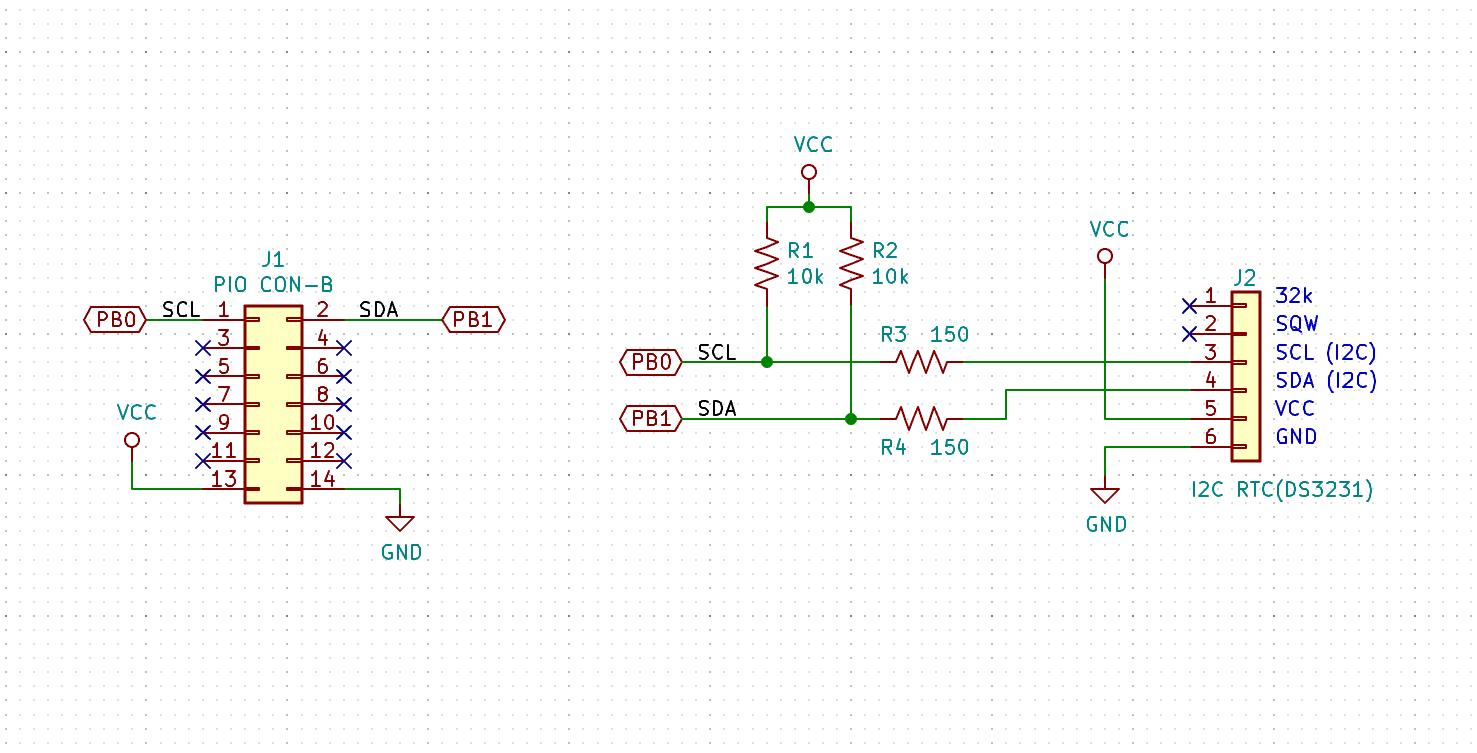 J1
PIO CON-B
PB0 SCL 1 2 SDA PB1
3 4
5 6
7 8
VCC
9 10
11 12
13 14
GND
VCC
R1
10k
R2
10k
R3 150
PB0 SCL
PB1 SDA
R4 150
VCC
J2
1 32k
2 SQW
3 SCL (I2C)
4 SDA (I2C)
5 VCC
6 GND
I2C RTC(DS3231)
GND